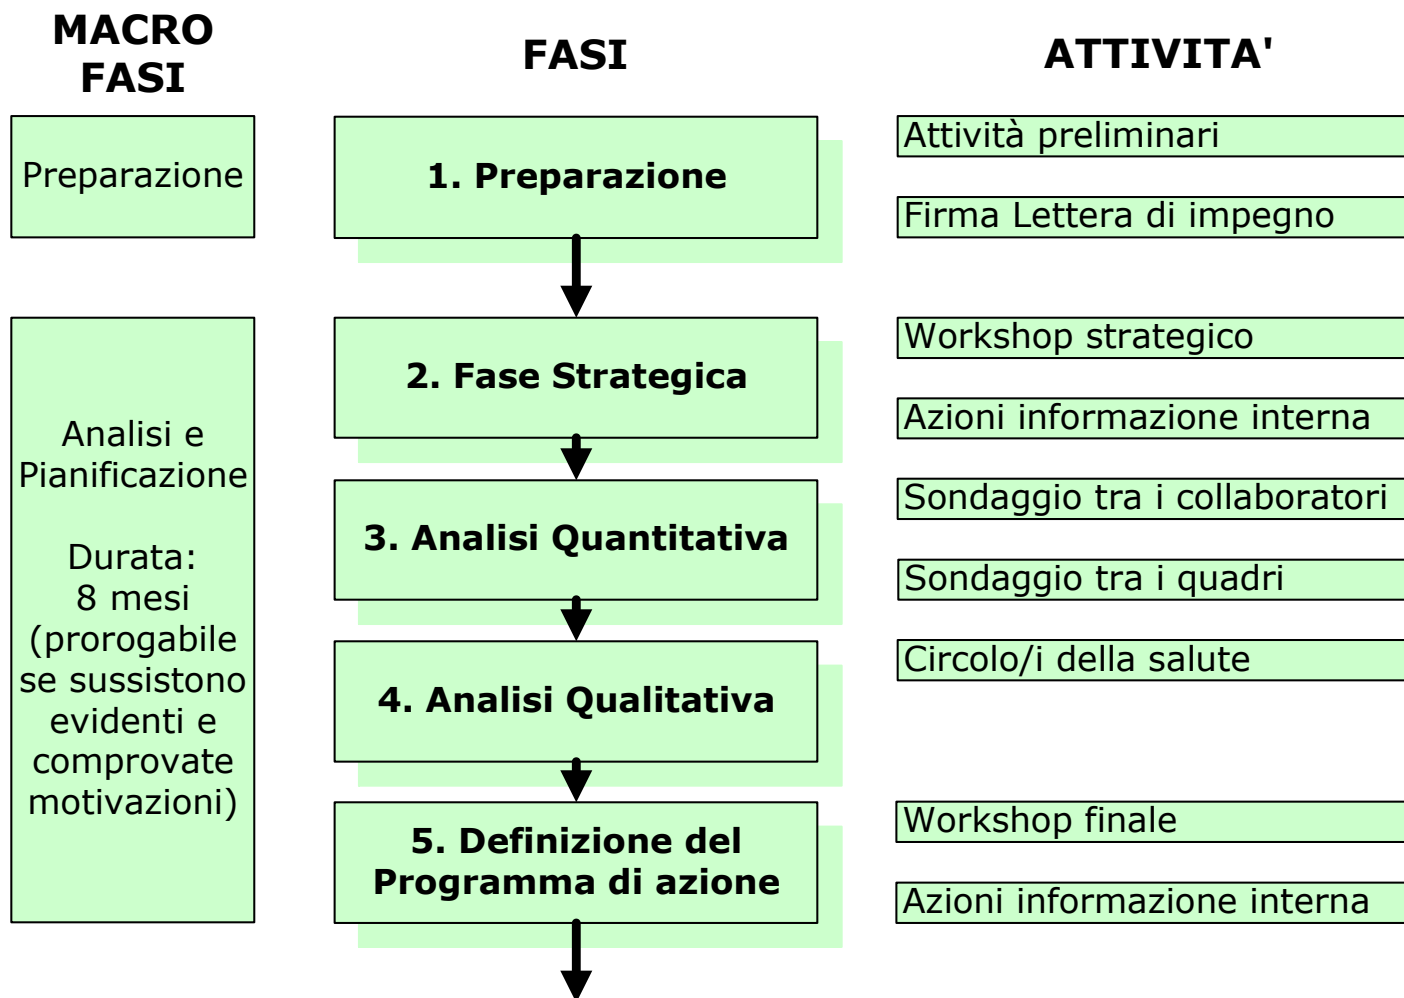 MACRO
FASI
FASI
ATTIVITA'
Preparazione
1. Preparazione
Attività preliminari
Firma Lettera di impegno
Analisi e
Pianificazione
Durata:
8 mesi
(prorogabile
se sussistono
evidenti e
comprovate
motivazioni)
2. Fase Strategica
Workshop strategico
Azioni informazione interna
3. Analisi Quantitativa
Sondaggio tra i collaboratori
Sondaggio tra i quadri
4. Analisi Qualitativa
Circolo/i della salute
5. Definizione del
Programma di azione
Workshop finale
Azioni informazione interna